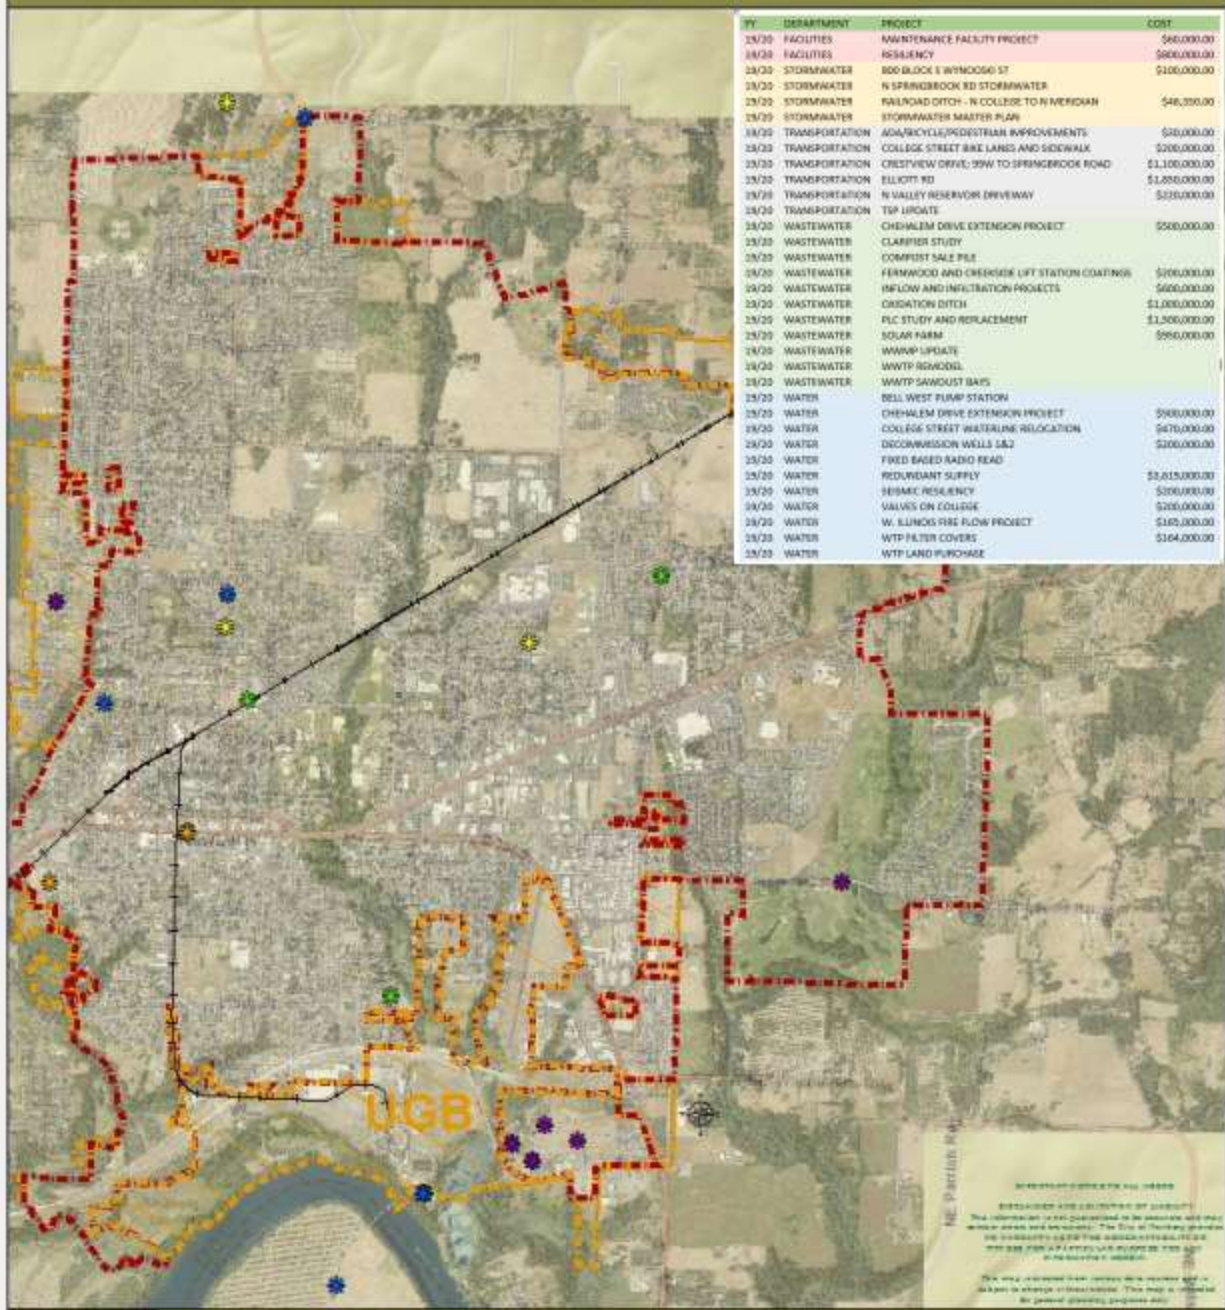 FY DEPARTMENT PROJECT COST
19/20 FACILITIES MAINTENANCE FACILITY PROJECT $60,000.00
19/20 FACILITIES RESILIENCY $800,000.00
19/20 STORMWATER 800 BLOCK S WYNOOSKI ST $100,000.00
19/20 STORMWATER N SPRINGBROOK RD STORMWATER
19/20 STORMWATER RAILROAD DITCH - N COLLEGE TO N MERIDIAN $46,350.00
19/20 STORMWATER STORMWATER MASTER PLAN
19/20 TRANSPORTATION ADA/BICYCLE/PEDESTRIAN IMPROVEMENTS $30,000.00
19/20 TRANSPORTATION COLLEGE STREET BIKE LANES AND SIDEWALK $200,000.00
19/20 TRANSPORTATION CRESTVIEW DRIVE; 99W TO SPRINGBROOK ROAD $1,100,000.00
19/20 TRANSPORTATION ELLIOTT RD $1,850,000.00
19/20 TRANSPORTATION N VALLEY RESERVOIR DRIVEWAY $220,000.00
19/20 TRANSPORTATION TSP UPDATE
19/20 WASTEWATER CHEHALEM DRIVE EXTENSION PROJECT $500,000.00
19/20 WASTEWATER CLARIFIER STUDY
19/20 WASTEWATER COMPOST SALE PILE
19/20 WASTEWATER FERNWOOD AND CREEKSIDE LIFT STATION COATINGS $200,000.00
19/20 WASTEWATER INFLOW AND INFILTRATION PROJECTS $600,000.00
19/20 WASTEWATER OXIDATION DITCH $1,000,000.00
19/20 WASTEWATER PLC STUDY AND REPLACEMENT $1,500,000.00
19/20 WASTEWATER SOLAR FARM $950,000.00
19/20 WASTEWATER WWMP UPDATE
19/20 WASTEWATER WWTP REMODEL
19/20 WASTEWATER WWTP SAWDUST BAYS
19/20 WATER BELL WEST PUMP STATION
19/20 WATER CHEHALEM DRIVE EXTENSION PROJECT $500,000.00
19/20 WATER COLLEGE STREET WATERLINE RELOCATION $670,000.00
19/20 WATER DECOMMISSION WELLS 1&2 $200,000.00
19/20 WATER FIXED BASED RADIO READ
19/20 WATER REDUNDANT SUPPLY $3,615,000.00
19/20 WATER SEISMIC RESILIENCY $200,000.00
19/20 WATER VALVES ON COLLEGE $200,000.00
19/20 WATER W. ILLINOIS FIRE FLOW PROJECT $165,000.00
19/20 WATER WTP FILTER COVERS $164,000.00
19/20 WATER WTP LAND PURCHASE
UGB
NE Parrish Rd
IMPORTANT NOTICE TO ALL USERS
DISCLAIMER AND LIMITATION OF LIABILITY